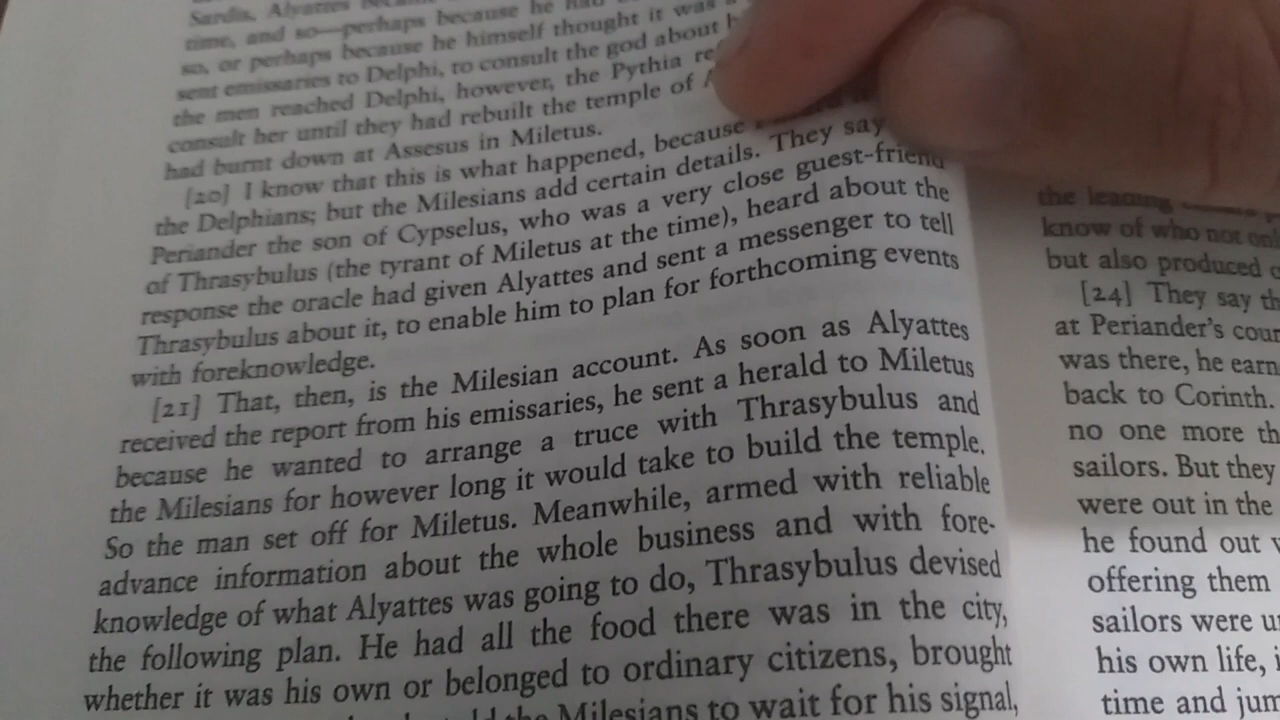 Sardis, Alyattes
time, and so—perhaps because he had
so, or perhaps because he himself thought it was
sent emissaries to Delphi, to consult the god about
the men reached Delphi, however, the Pythia
consult her until they had rebuilt the temple of
had burnt down at Assesus in Miletus.
[20] I know that this is what happened, because
the Delphians; but the Milesians add certain details. They say
Periander the son of Cypselus, who was a very close guest-friend
of Thrasybulus (the tyrant of Miletus at the time), heard about the
response the oracle had given Alyattes and sent a messenger to tell
Thrasybulus about it, to enable him to plan for forthcoming events
with foreknowledge.
[21] That, then, is the Milesian account. As soon as Alyattes
received the report from his emissaries, he sent a herald to Miletus
because he wanted to arrange a truce with Thrasybulus and
the Milesians for however long it would take to build the temple.
So the man set off for Miletus. Meanwhile, armed with reliable
advance information about the whole business and with fore-
knowledge of what Alyattes was going to do, Thrasybulus devised
the following plan. He had all the food there was in the city,
whether it was his own or belonged to ordinary citizens, brought
the Milesians to wait for his signal,
the leading
know of who not only
but also produced
[24] They say
at Periander's
was there, he
back to Corinth.
no one more
sailors. But they
were out in the
he found out
offering them
sailors were
his own life,
time and